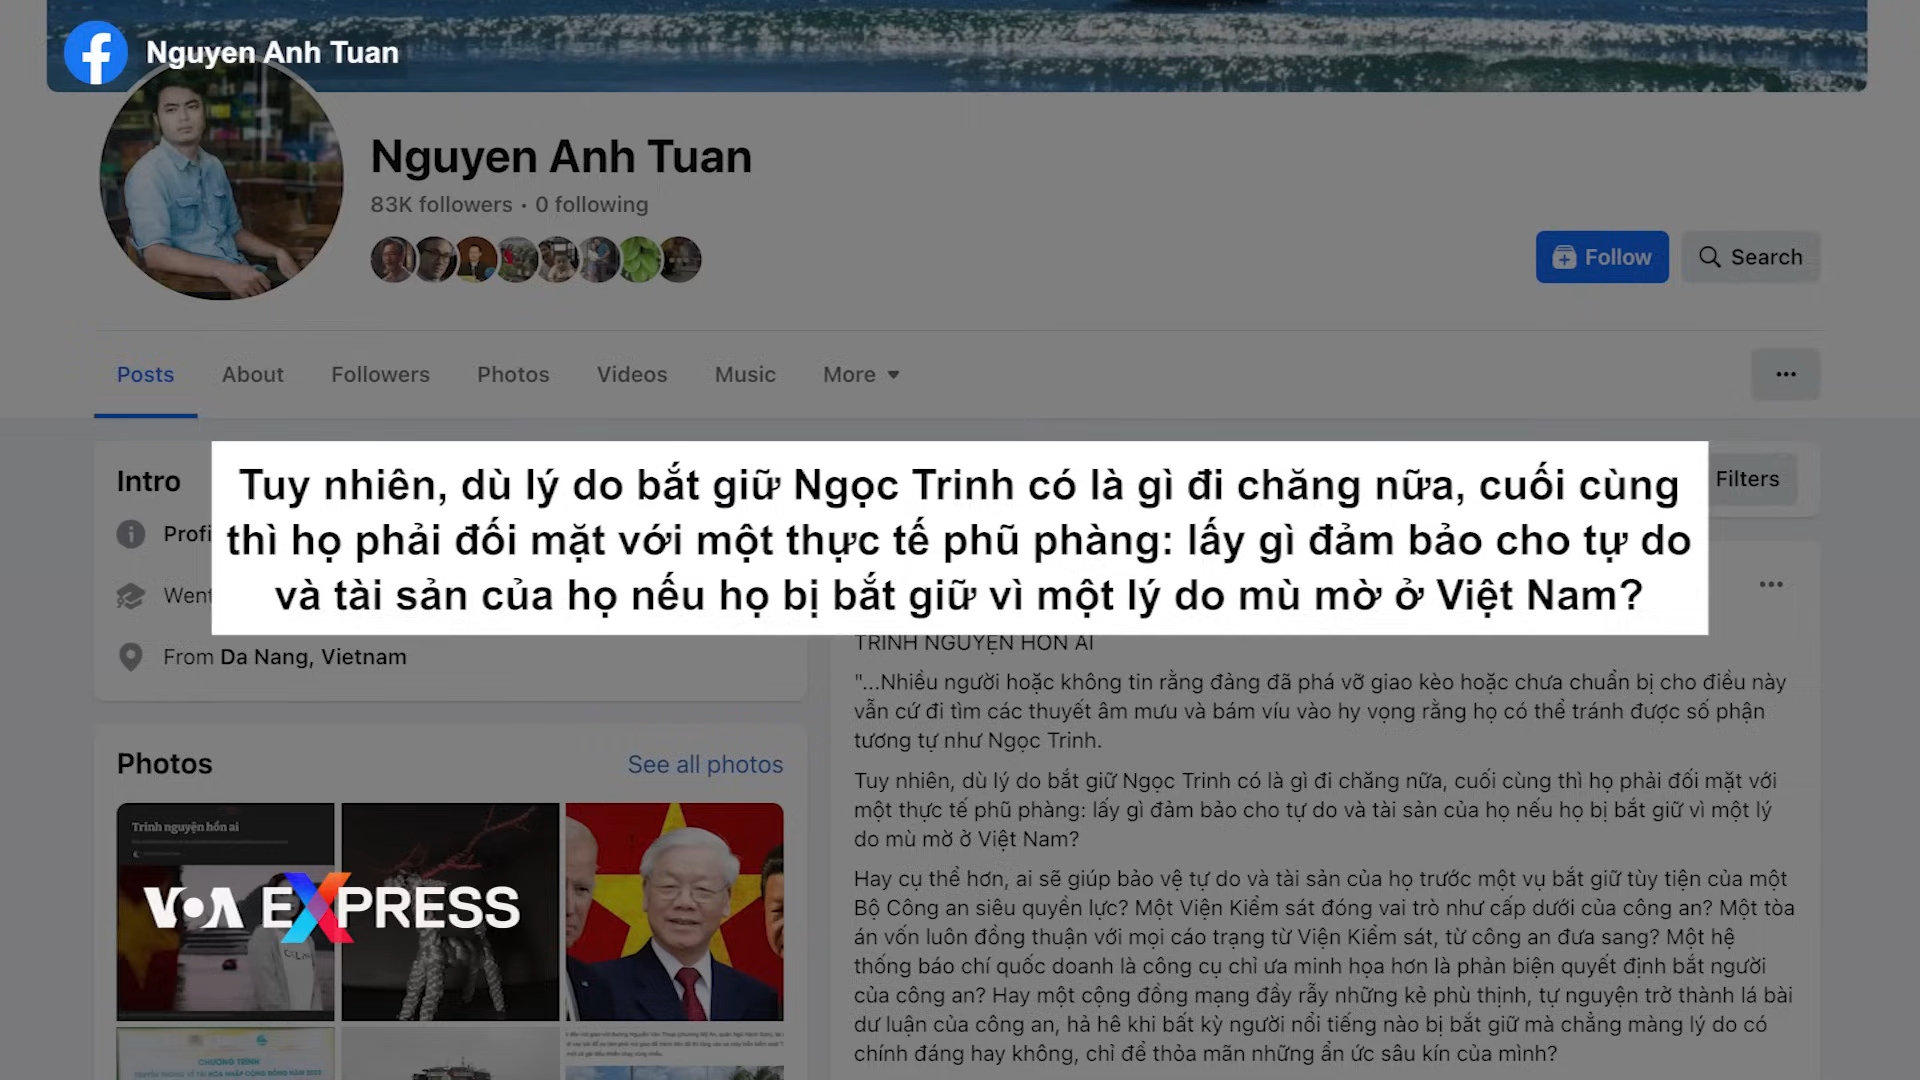 Nguyen Anh Tuan
Nguyen Anh Tuan
83K followers · 0 following
Follow
Search
Posts
About
Followers
Photos
Videos
Music
More
Intro
Filters
Tuy nhiên, dù lý do bắt giữ Ngọc Trinh có là gì đi chăng nữa, cuối cùng
thì họ phải đối mặt với một thực tế phũ phàng: lấy gì đảm bảo cho tự do
và tài sản của họ nếu họ bị bắt giữ vì một lý do mù mờ ở Việt Nam?
Profi
Went
From Da Nang, Vietnam
Photos
See all photos
Trinh nguyện hồn ai
VOA EXPRESS
CHƯƠNG TRÌNH
TRINH NGUYỆN HỒN AI
"...Nhiều người hoặc không tin rằng đảng đã phá vỡ giao kèo hoặc chưa chuẩn bị cho điều này
vẫn cứ đi tìm các thuyết âm mưu và bám víu vào hy vọng rằng họ có thể tránh được số phận
tương tự như Ngọc Trinh.
Tuy nhiên, dù lý do bắt giữ Ngọc Trinh có là gì đi chăng nữa, cuối cùng thì họ phải đối mặt với
một thực tế phũ phàng: lấy gì đảm bảo cho tự do và tài sản của họ nếu họ bị bắt giữ vì một lý
do mù mờ ở Việt Nam?
Hay cụ thể hơn, ai sẽ giúp bảo vệ tự do và tài sản của họ trước một vụ bắt giữ tùy tiện của một
Bộ Công an siêu quyền lực? Một Viện Kiểm sát đóng vai trò như cấp dưới của công an? Một tòa
án vốn luôn đồng thuận với mọi cáo trạng từ Viện Kiểm sát, từ công an đưa sang? Một hệ
thống báo chí quốc doanh là công cụ chỉ ưa minh họa hơn là phản biện quyết định bắt người
của công an? Hay một cộng đồng mạng đầy rẫy những kẻ phù thịnh, tự nguyện trở thành lá bài
dư luận của công an, hả hê khi bất kỳ người nổi tiếng nào bị bắt giữ mà chẳng màng lý do có
chính đáng hay không, chỉ để thỏa mãn những ẩn ức sâu kín của mình?